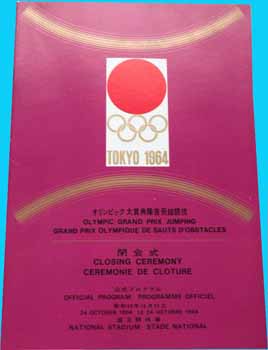 TOKYO 1964
オリンピック大賞典障害飛越競技
OLYMPIC GRAND PRIX JUMPING
GRAND PRIX OLYMPIQUE DE SAUTS D'OBSTACLES
閉会式
CLOSING CEREMONY
CEREMONIE DE CLOTURE
公式プログラム
OFFICIAL PROGRAM PROGRAMME OFFICIEL
24 OCTOBER 1964 LE 24 OCTOBRE 1964
国立競技場
NATIONAL STADIUM STADE NATIONAL